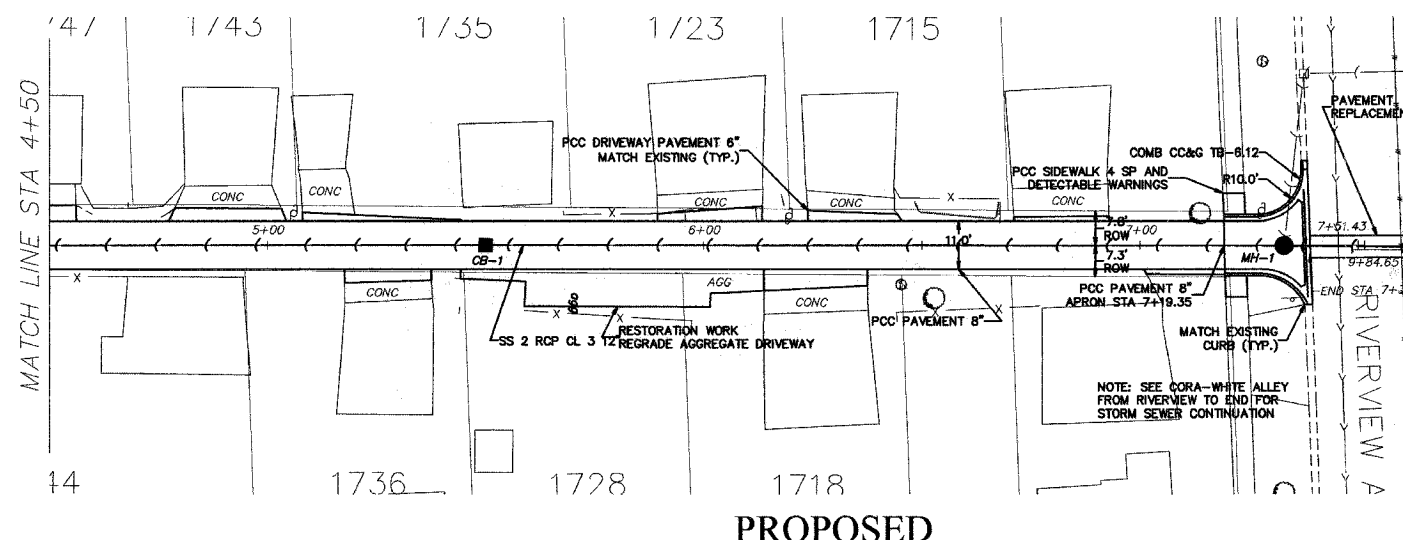 747
1743
1735
1723
1715
MATCH LINE STA 4+50
PAVEMENT
REPLACEMEN
PCC DRIVEWAY PAVEMENT 6"
MATCH EXISTING (TYP.)
COMB CC&G TB-6.12
PCC SIDEWALK 4 SP AND
DETECTABLE WARNINGS
R10.0'
CONC
CONC
CONC
CONC
CONC
5+00
6+00
7+00
11.0'
ROW
7.3'
ROW
7+51.43
9+84.65
CB-1
MH-1
END STA 7+
CONC
AGG
CONC
PCC PAVEMENT 8"
APRON STA 7+19.35
SS 2 RCP CL 3 12"
RESTORATION WORK
REGRADE AGGREGATE DRIVEWAY
PCC PAVEMENT 8"
MATCH EXISTING
CURB (TYP.)
NOTE: SEE CORA-WHITE ALLEY
FROM RIVERVIEW TO END FOR
STORM SEWER CONTINUATION
RIVERVIEW A
44
1736
1728
1718
PROPOSED